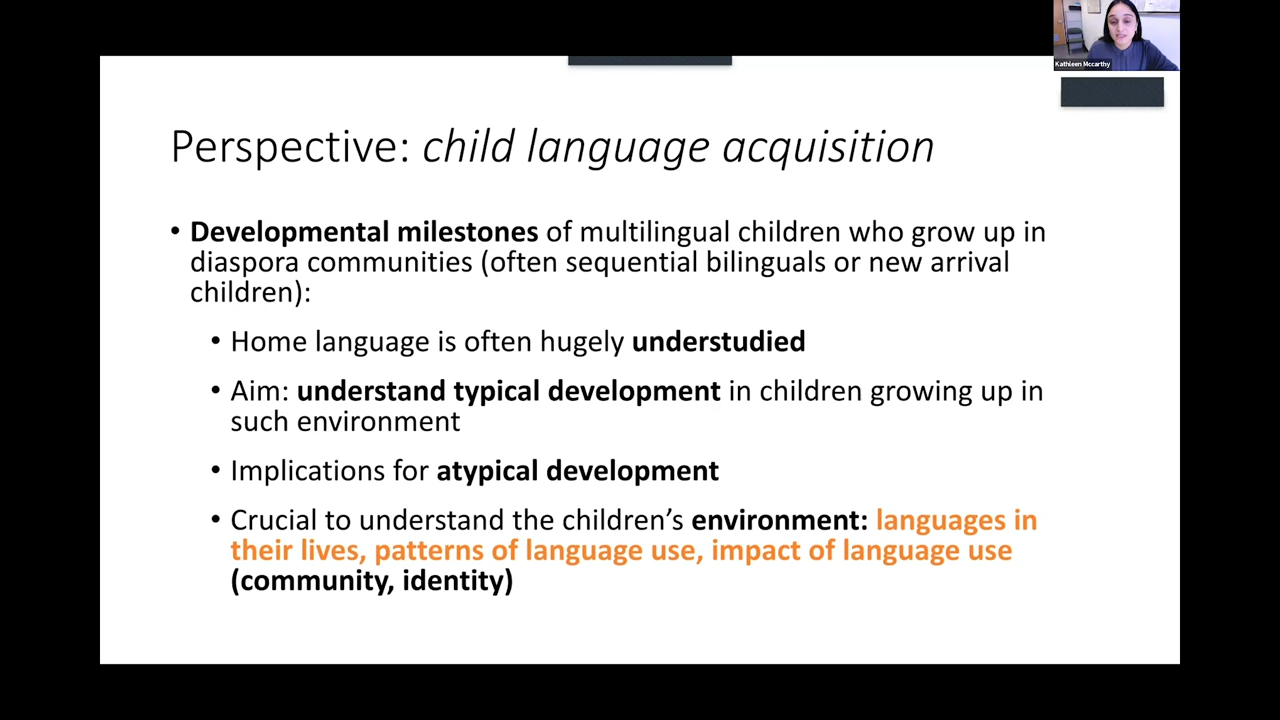 Kathleen Mccarthy
Perspective: child language acquisition
• Developmental milestones of multilingual children who grow up in
diaspora communities (often sequential bilinguals or new arrival
children):
• Home language is often hugely understudied
• Aim: understand typical development in children growing up in
such environment
• Implications for atypical development
• Crucial to understand the children’s environment: languages in
their lives, patterns of language use, impact of language use
(community, identity)